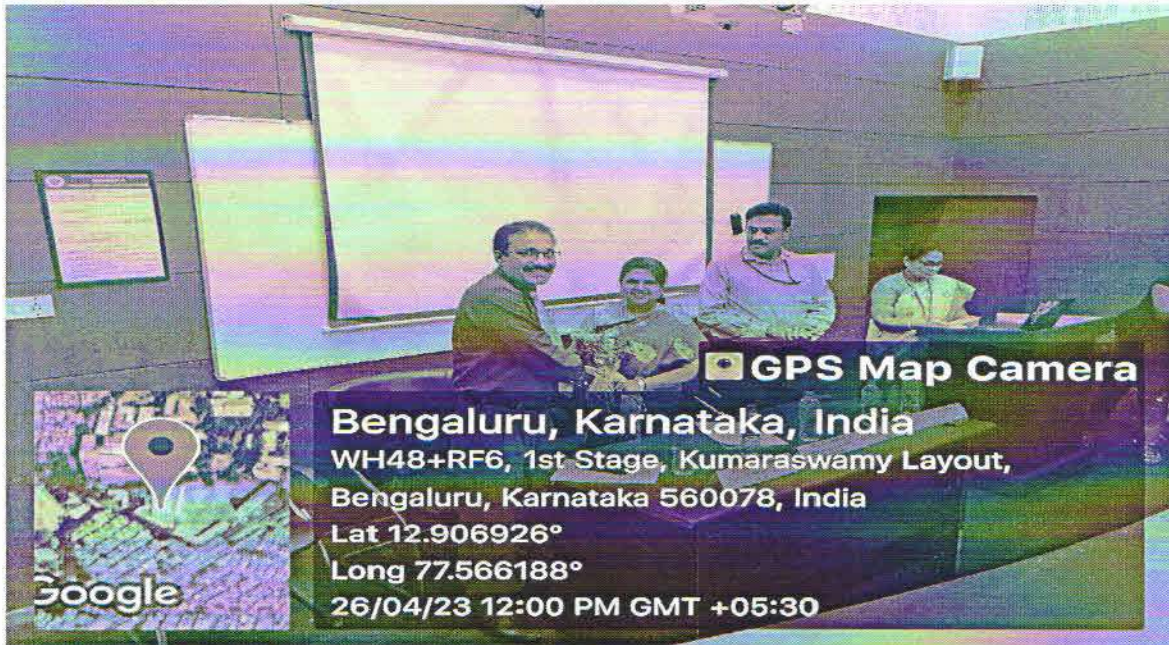 GPS Map Camera
Bengaluru, Karnataka, India
WH48+RF6, 1st Stage, Kumaraswamy Layout,
Bengaluru, Karnataka 560078, India
Lat 12.906926°
Long 77.566188°
26/04/23 12:00 PM GMT +05:30
Google